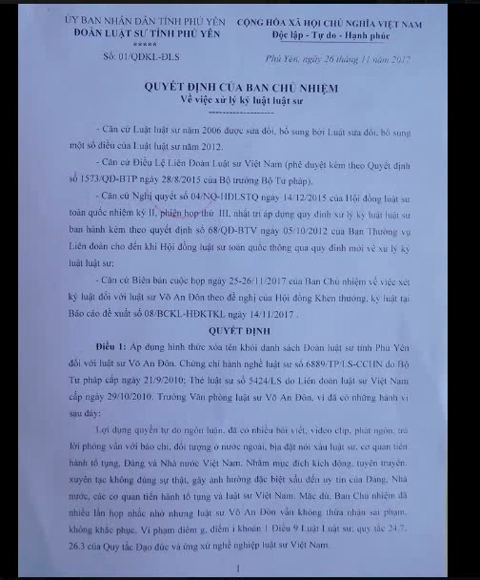 ỦY BAN NHÂN DÂN TỈNH PHÚ YÊN
ĐOÀN LUẬT SƯ TỈNH PHÚ YÊN
*****
Số: 01/QĐKL-ĐLS
CỘNG HÒA XÃ HỘI CHỦ NGHĨA VIỆT NAM
Độc lập - Tự do - Hạnh phúc
Phú Yên, ngày 26 tháng 11 năm 2017
QUYẾT ĐỊNH CỦA BAN CHỦ NHIỆM
Về việc xử lý kỷ luật luật sư
- Căn cứ Luật luật sư năm 2006 được sửa đổi, bổ sung bởi Luật sửa đổi, bổ sung
một số điều của Luật luật sư năm 2012.
- Căn cứ Điều Lệ Liên Đoàn Luật sư Việt Nam (phê duyệt kèm theo Quyết định
số 1573/QĐ-BTP ngày 28/8/2015 của Bộ trưởng Bộ Tư pháp).
- Căn cứ Nghị quyết số 04/NQ-HĐLSTQ ngày 14/12/2015 của Hội đồng luật sư
toàn quốc nhiệm kỳ II, phiên họp thứ III, nhất trí áp dụng quy định xử lý kỷ luật luật sư
ban hành kèm theo quyết định số 68/QĐ-BTV ngày 05/10/2012 của Ban Thường vụ
Liên đoàn cho đến khi Hội đồng luật sư toàn quốc thông qua quy định mới về xử lý kỷ
luật luật sư;
- Căn cứ Biên bản cuộc họp ngày 25-26/11/2017 của Ban Chủ nhiệm về việc xét
kỷ luật đối với luật sư Võ An Đôn theo đề nghị của Hội đồng Khen thưởng, kỷ luật tại
Báo cáo đề xuất số 08/BCKL-HĐKTKL ngày 14/11/2017 .
QUYẾT ĐỊNH
Điều 1: Áp dụng hình thức xóa tên khỏi danh sách Đoàn luật sư tỉnh Phú Yên
đối với luật sư Võ An Đôn. Chứng chỉ hành nghề luật sư số 6889/TP/LS-CCHN do Bộ
Tư pháp cấp ngày 21/9/2010; Thẻ luật sư số 5424/LS do Liên đoàn luật sư Việt Nam
cấp ngày 29/10/2010. Trưởng Văn phòng luật sư Võ An Đôn, vì đã có những hành vi
sau đây:
Lợi dụng quyền tự do ngôn luận, đã có nhiều bài viết, video clip, phát ngôn, trả
lời phỏng vấn với báo chí, đối tượng ở nước ngoài, bịa đặt nói xấu luật sư, cơ quan tiến
hành tố tụng, Đảng và Nhà nước Việt Nam. Nhằm mục đích kích động, tuyên truyền,
xuyên tạc không đúng sự thật, gây ảnh hưởng đặc biệt xấu đến uy tín của Đảng, Nhà
nước, các cơ quan tiến hành tố tụng và luật sư Việt Nam. Mặc dù, Ban Chủ nhiệm đã
nhiều lần họp nhắc nhở nhưng luật sư Võ An Đôn vẫn không thừa nhận sai phạm,
không khắc phục. Vi phạm điểm g, điểm i khoản 1 Điều 9 Luật Luật sư; quy tắc 24.7,
26.3 của Quy tắc Đạo đức và ứng xử nghề nghiệp luật sư Việt Nam.
1